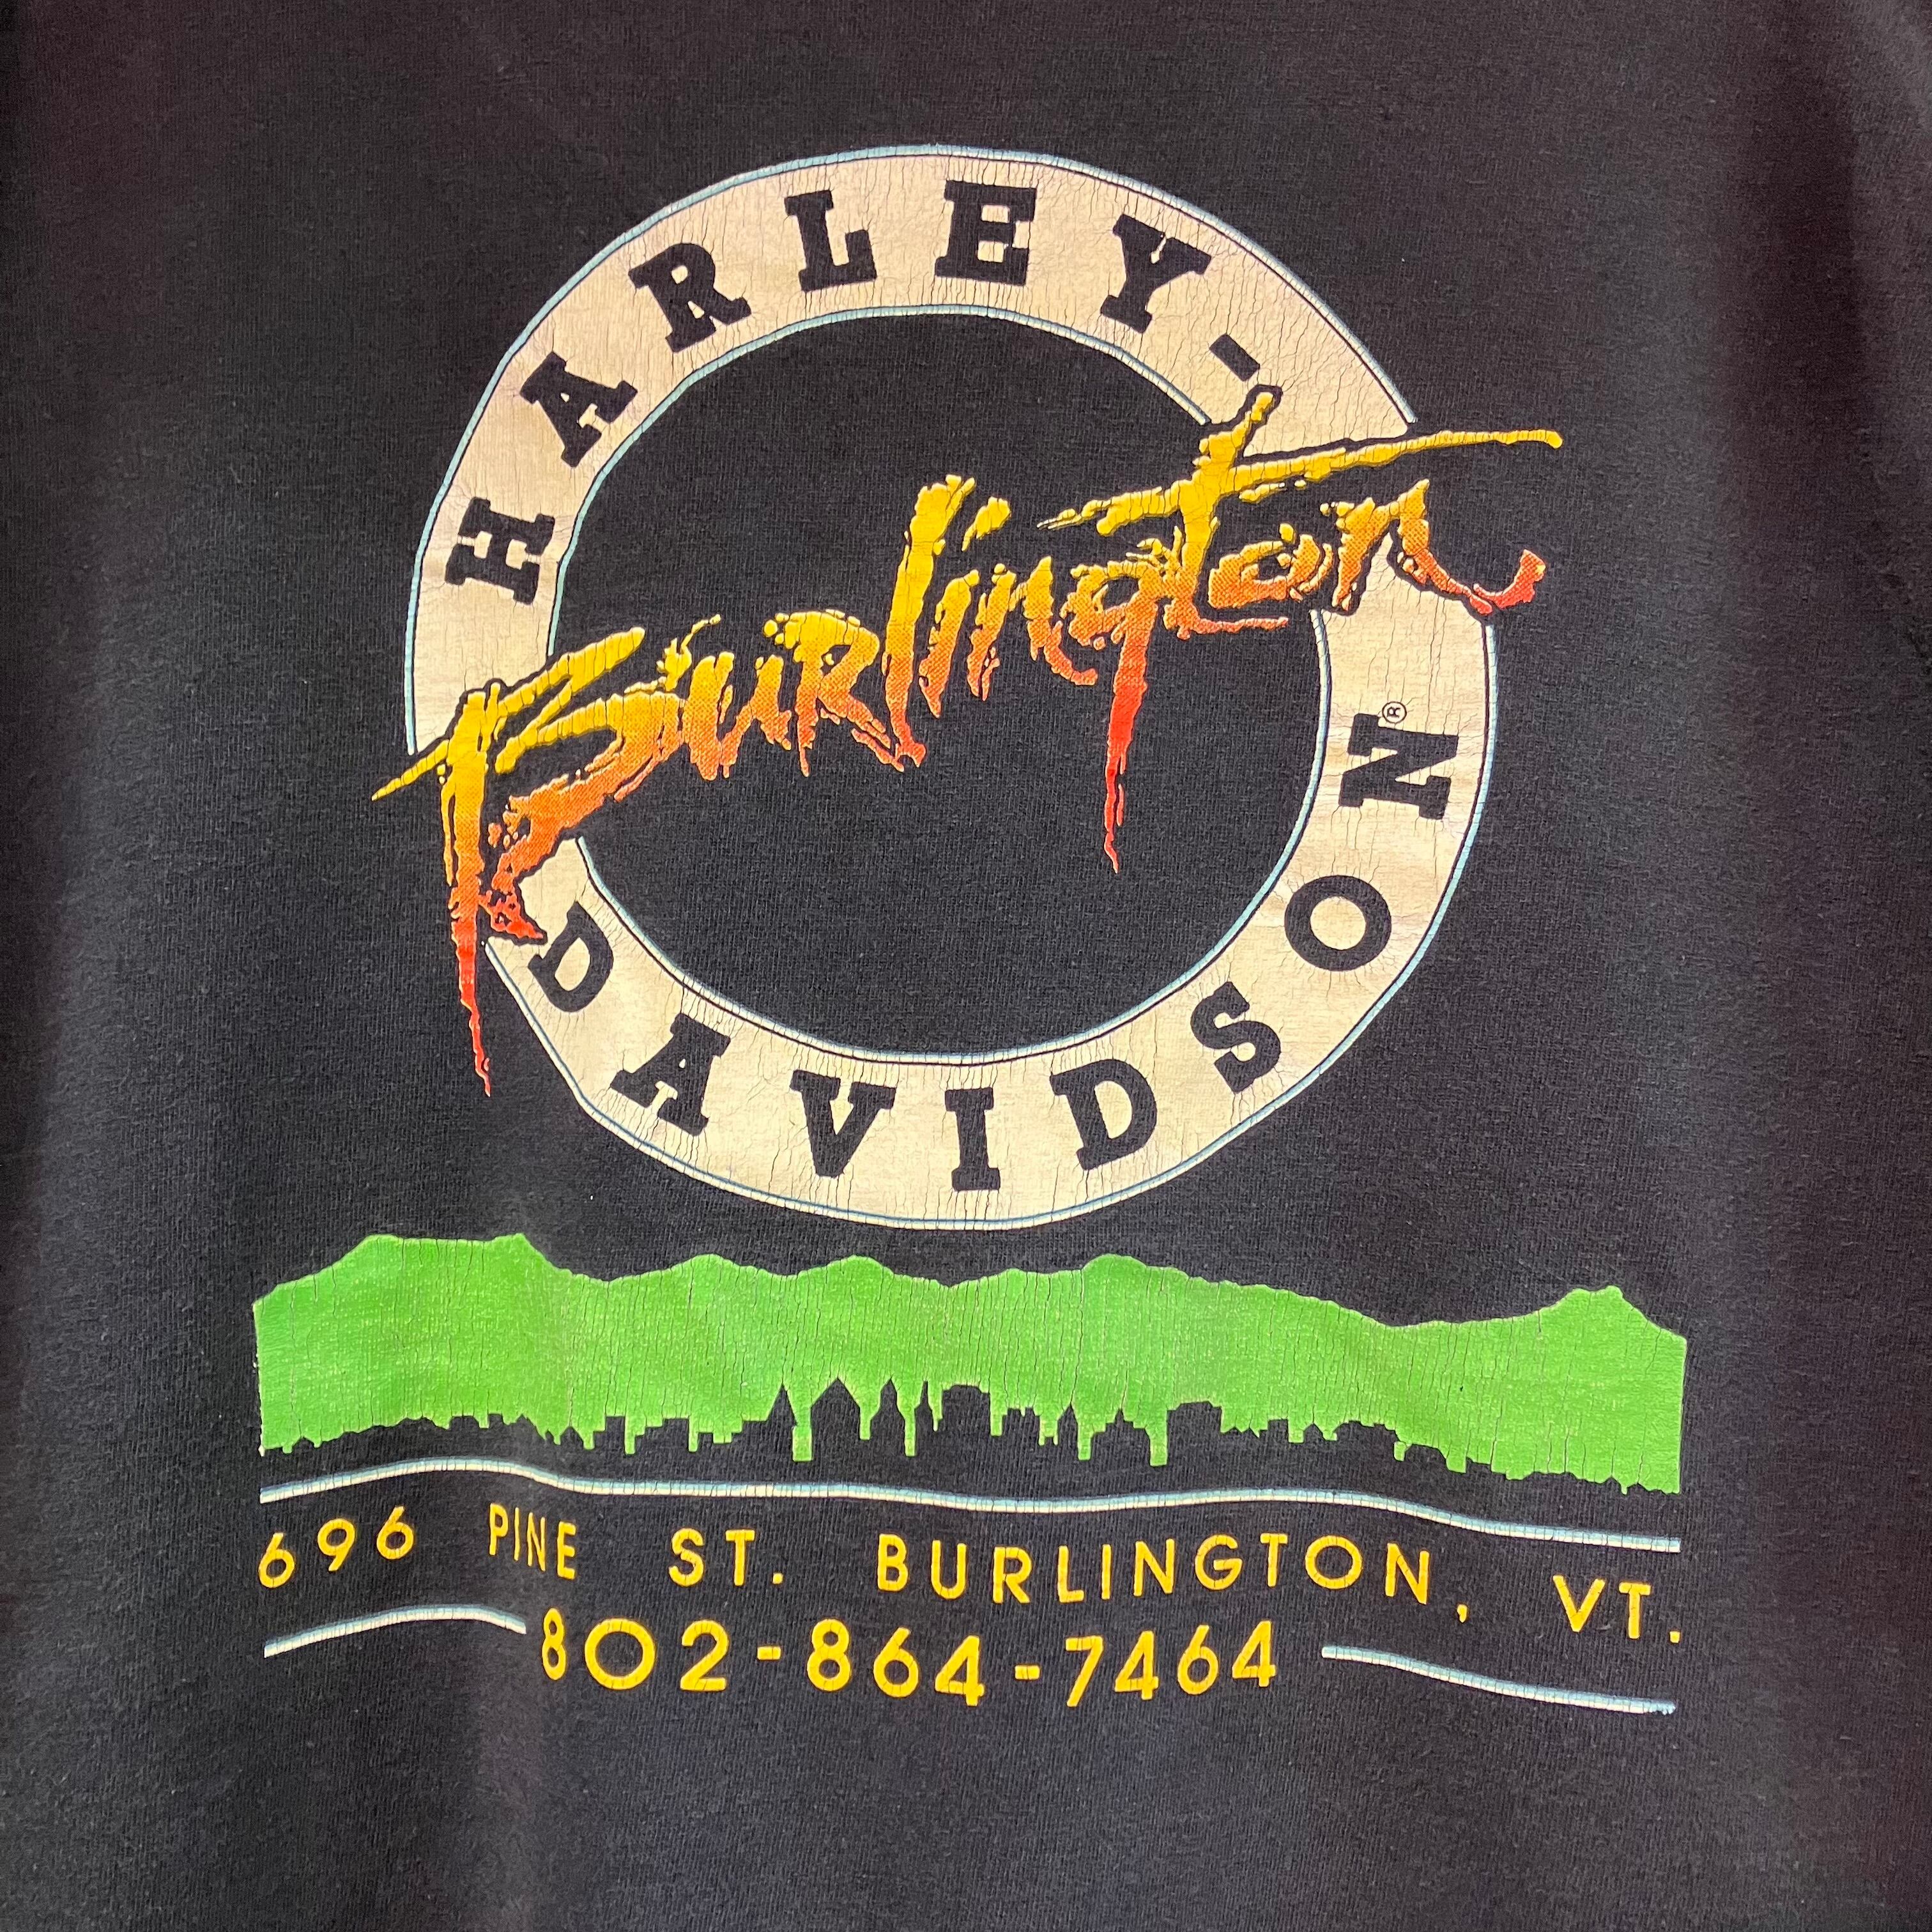 HARLEY-
Burlington
DAVIDSON®
696 PINE ST. BURLINGTON, VT.
802-864-7464